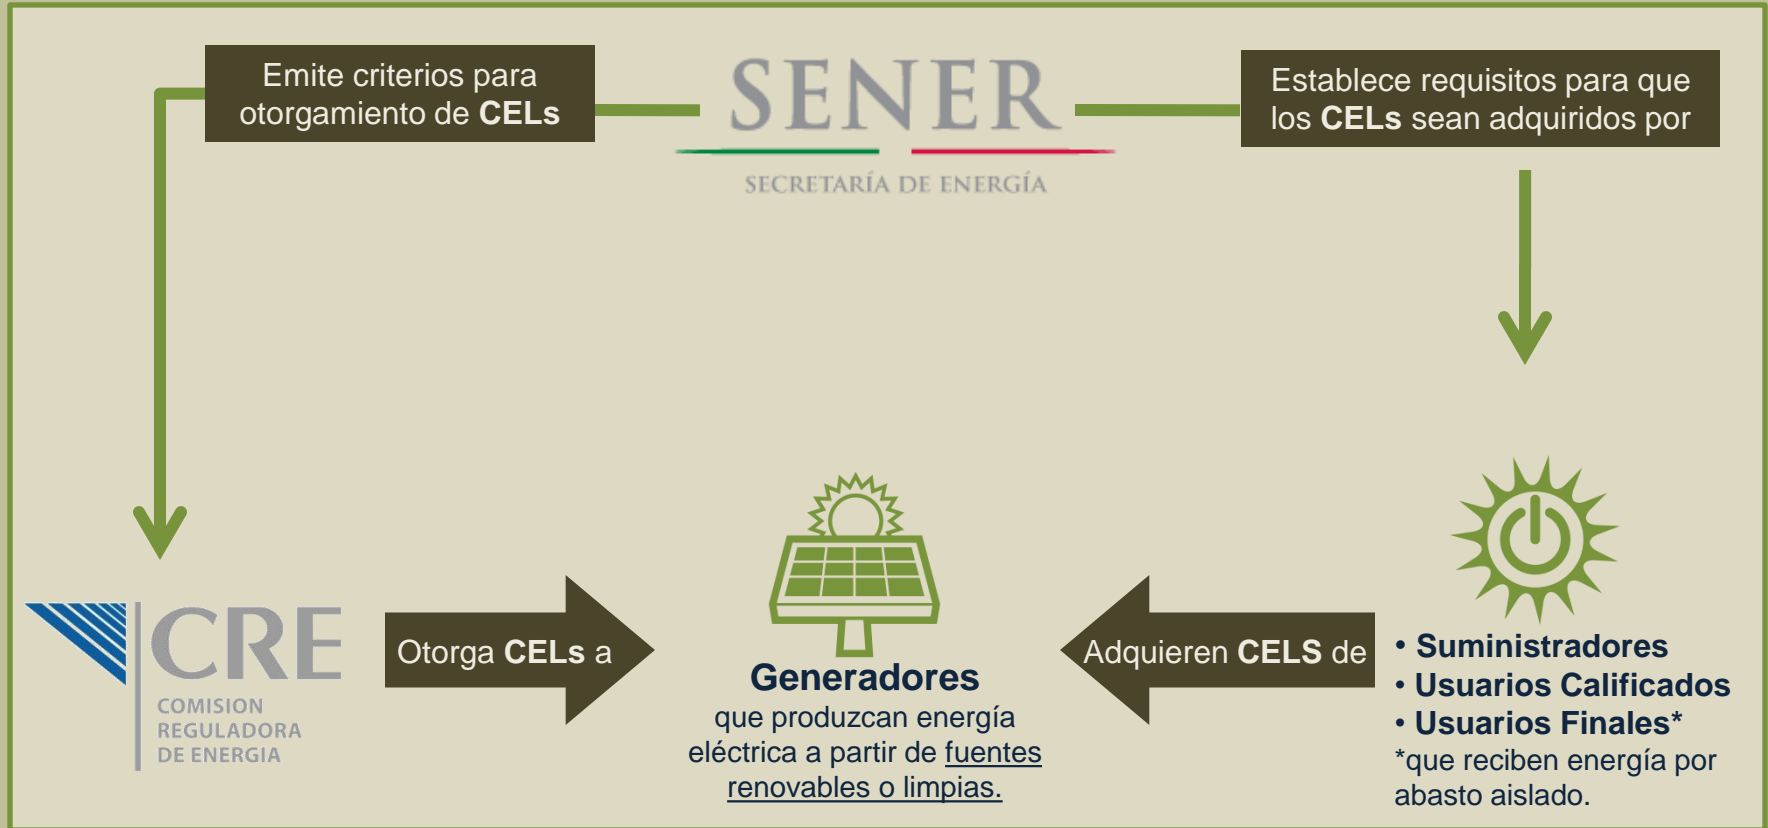 Emite criterios para
otorgamiento de CELs
SENER
SECRETARÍA DE ENERGÍA
Establece requisitos para que
los CELs sean adquiridos por
CRE
COMISION
REGULADORA
DE ENERGIA
Otorga CELs a
Generadores
que produzcan energía
eléctrica a partir de fuentes
renovables o limpias.
Adquieren CELS de
• Suministradores
• Usuarios Calificados
• Usuarios Finales*
*que reciben energía por
abasto aislado.